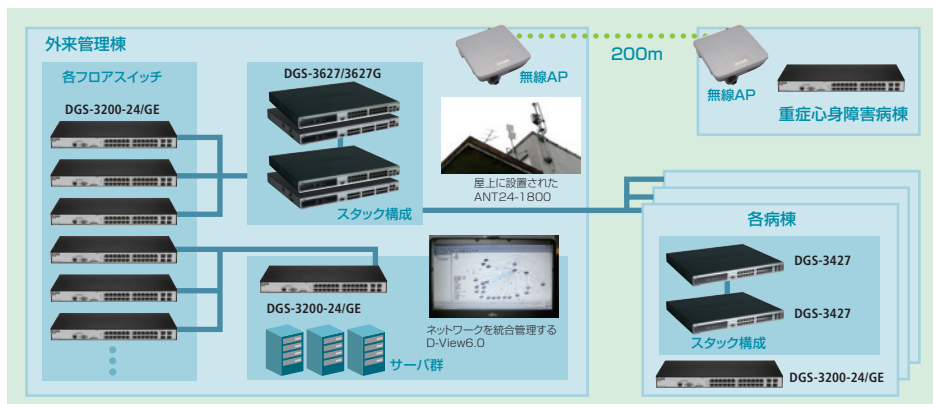 外来管理棟
各フロアスイッチ
DGS-3200-24/GE
DGS-3627/3627G
スタック構成
無線AP
200m
無線AP
重症心身障害病棟
屋上に設置された
ANT24-1800
DGS-3200-24/GE
サーバ群
ネットワークを統合管理する
D-View6.0
各病棟
DGS-3427
DGS-3427
スタック構成
DGS-3200-24/GE